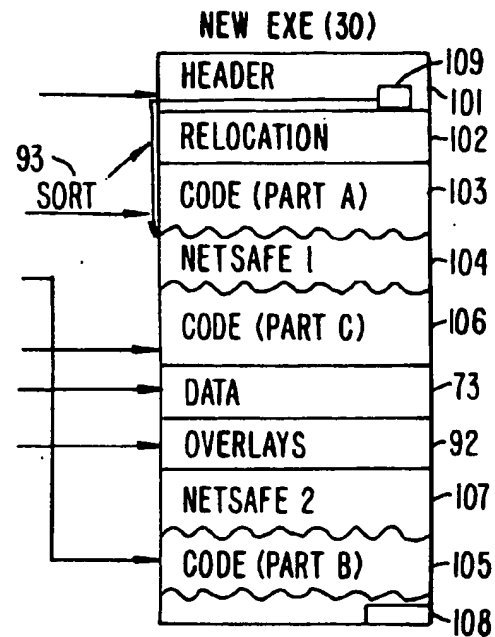 NEW EXE (30)
109
HEADER
101
RELOCATION
102
93
SORT
CODE (PART A)
103
NETSAFE 1
104
CODE (PART C)
106
DATA
73
OVERLAYS
92
NETSAFE 2
107
CODE (PART B)
105
108